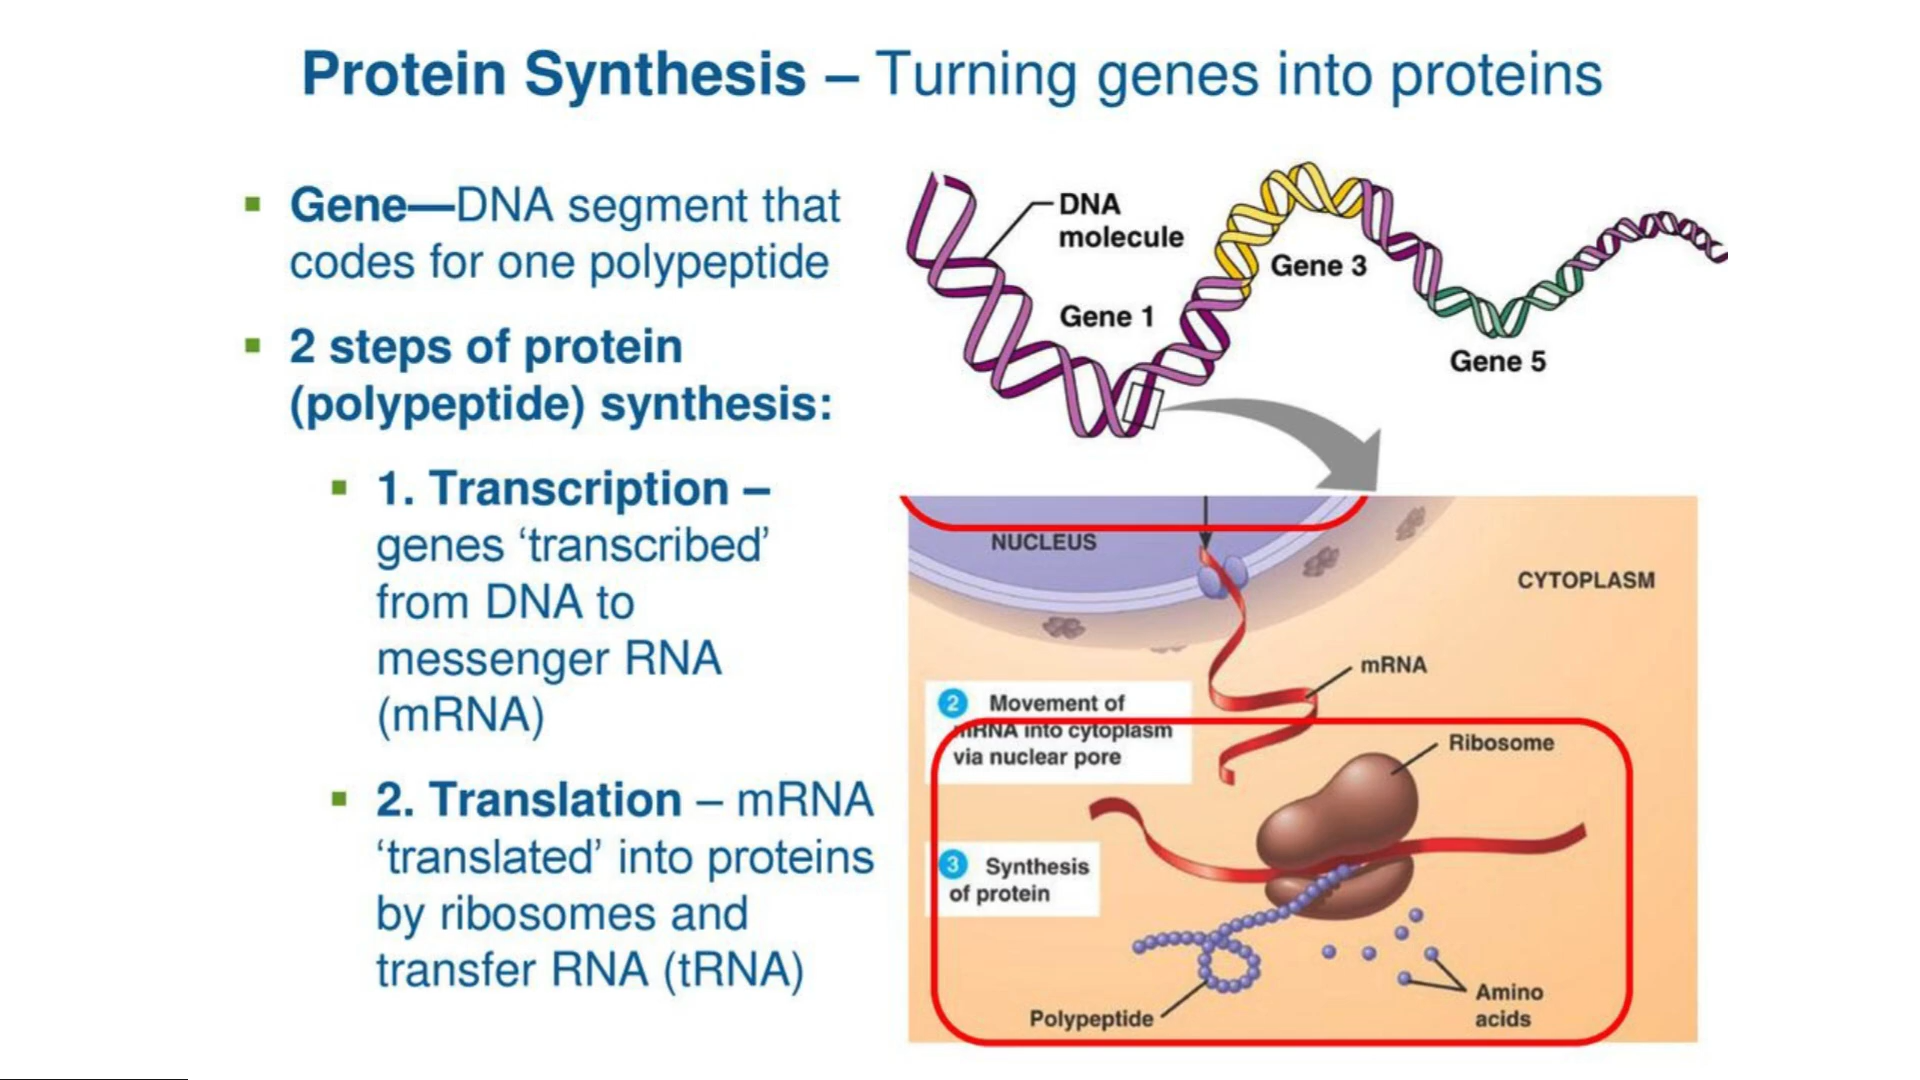 Protein Synthesis – Turning genes into proteins
▪ Gene—DNA segment that
codes for one polypeptide
▪ 2 steps of protein
(polypeptide) synthesis:
▪ 1. Transcription –
genes ‘transcribed’
from DNA to
messenger RNA
(mRNA)
▪ 2. Translation – mRNA
‘translated’ into proteins
by ribosomes and
transfer RNA (tRNA)
DNA
molecule
Gene 1
Gene 3
Gene 5
NUCLEUS
CYTOPLASM
mRNA
2 Movement of
mRNA into cytoplasm
via nuclear pore
Ribosome
3 Synthesis
of protein
Polypeptide
Amino
acids